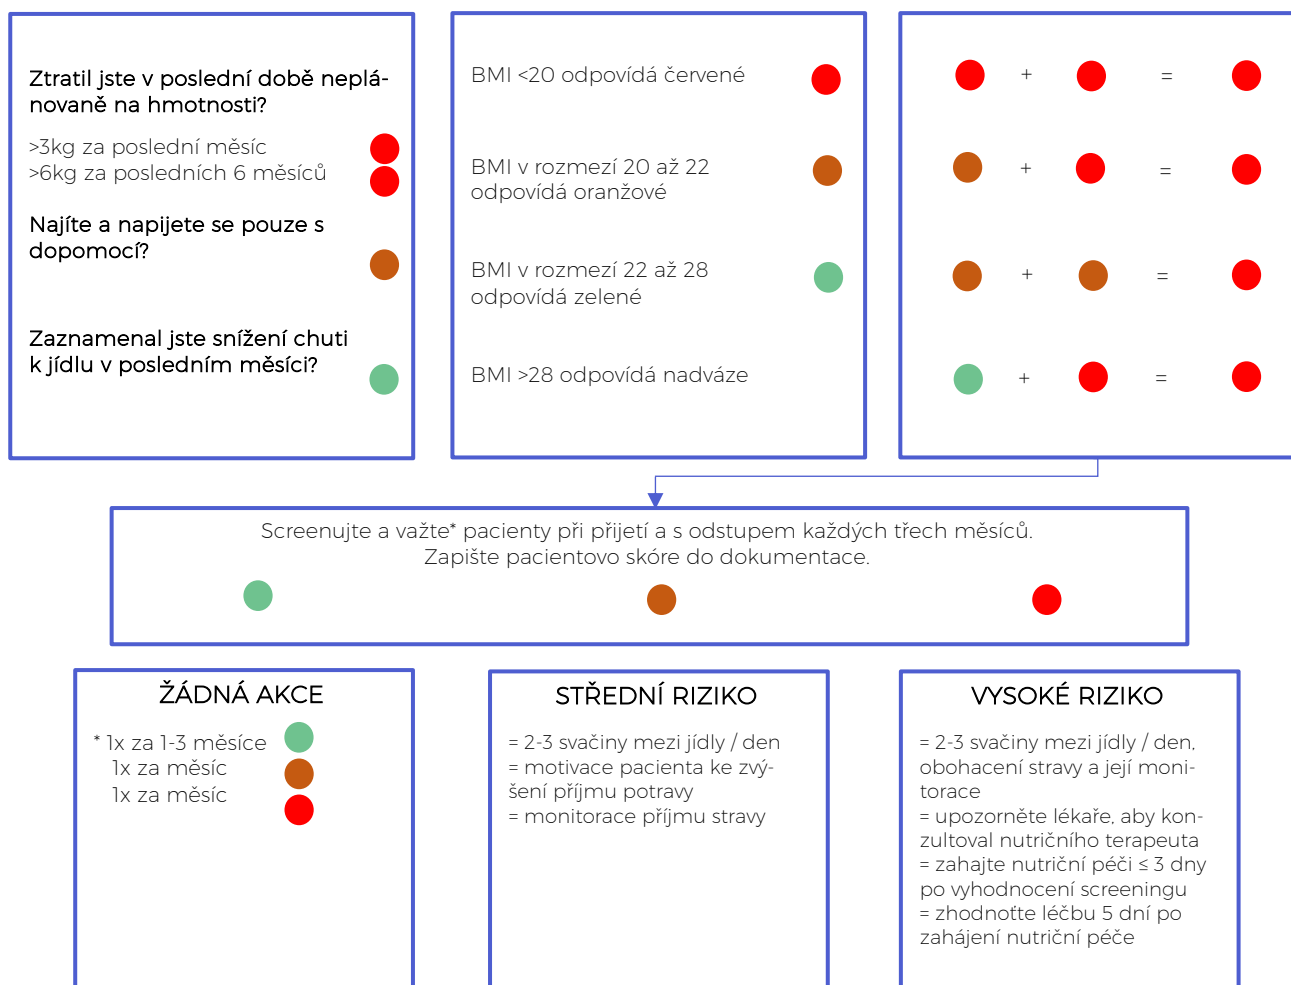 Ztratil jste v poslední době neplá-
novaně na hmotnosti?
>3kg za poslední měsíc
>6kg za posledních 6 měsíců
Najíte a napijete se pouze s
dopomocí?
Zaznamenal jste snížení chuti
k jídlu v posledním měsíci?
BMI <20 odpovídá červené
BMI v rozmezí 20 až 22
odpovídá oranžové
BMI v rozmezí 22 až 28
odpovídá zelené
BMI >28 odpovídá nadváze
+ =
+ =
+ =
+ =
Screenujte a važte* pacienty při přijetí a s odstupem každých třech měsíců.
Zapište pacientovo skóre do dokumentace.
ŽÁDNÁ AKCE
* 1x za 1-3 měsíce
1x za měsíc
1x za měsíc
STŘEDNÍ RIZIKO
= 2-3 svačiny mezi jídly / den
= motivace pacienta ke zvý-
šení příjmu potravy
= monitorace příjmu stravy
VYSOKÉ RIZIKO
= 2-3 svačiny mezi jídly / den,
obohacení stravy a její moni-
torace
= upozorněte lékaře, aby kon-
zultoval nutričního terapeuta
= zahajte nutriční péči ≤ 3 dny
po vyhodnocení screeningu
= zhodnoťte léčbu 5 dní po
zahájení nutriční péče